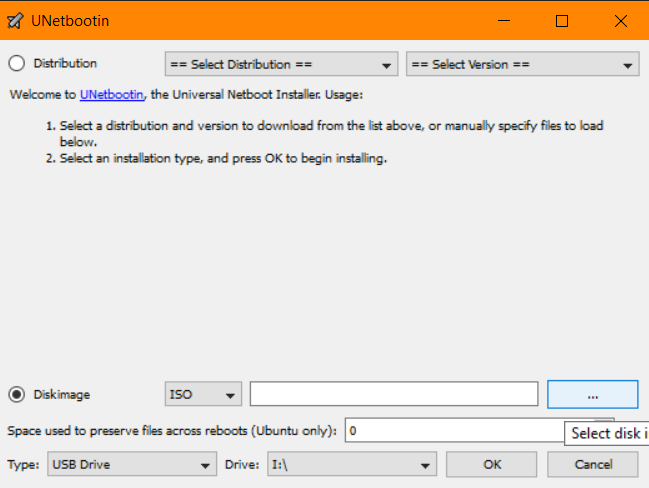 UNetbootin
Distribution == Select Distribution == == Select Version ==
Welcome to UNetbootin, the Universal Netboot Installer. Usage:
1. Select a distribution and version to download from the list above, or manually specify files to load
below.
2. Select an installation type, and press OK to begin installing.
Diskimage ISO ...
Space used to preserve files across reboots (Ubuntu only): 0
Select disk i
Type: USB Drive Drive: I:\ OK Cancel